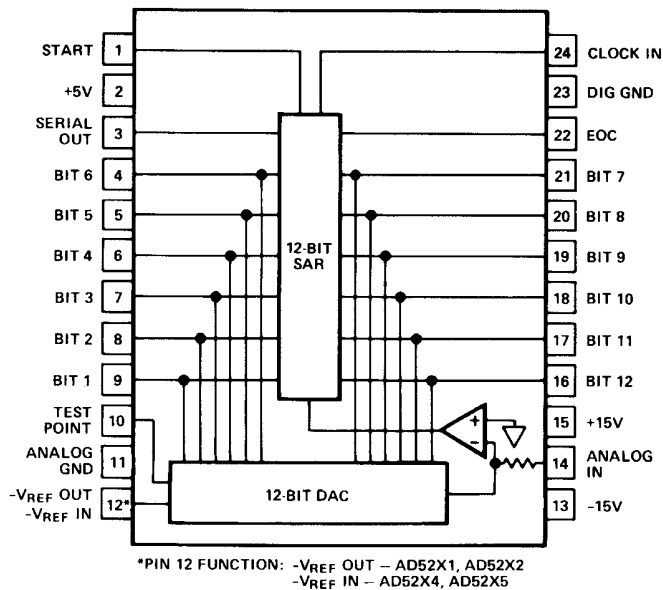 START 1
+5V 2
SERIAL OUT 3
BIT 6 4
BIT 5 5
BIT 4 6
BIT 3 7
BIT 2 8
BIT 1 9
TEST POINT 10
ANALOG GND 11
-VREF OUT
-VREF IN 12*
12-BIT SAR
+
-
12-BIT DAC
24 CLOCK IN
23 DIG GND
22 EOC
21 BIT 7
20 BIT 8
19 BIT 9
18 BIT 10
17 BIT 11
16 BIT 12
15 +15V
14 ANALOG IN
13 -15V
*PIN 12 FUNCTION: -VREF OUT – AD52X1, AD52X2
-VREF IN – AD52X4, AD52X5